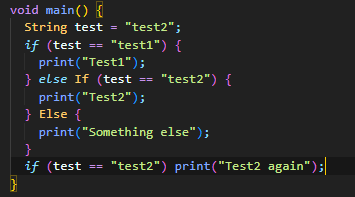 void main() {
  String test = "test2";
  if (test == "test1") {
    print("Test1");
  } else If (test == "test2") {
    print("Test2");
  } Else {
    print("Something else");
  }
  if (test == "test2") print("Test2 again");
}